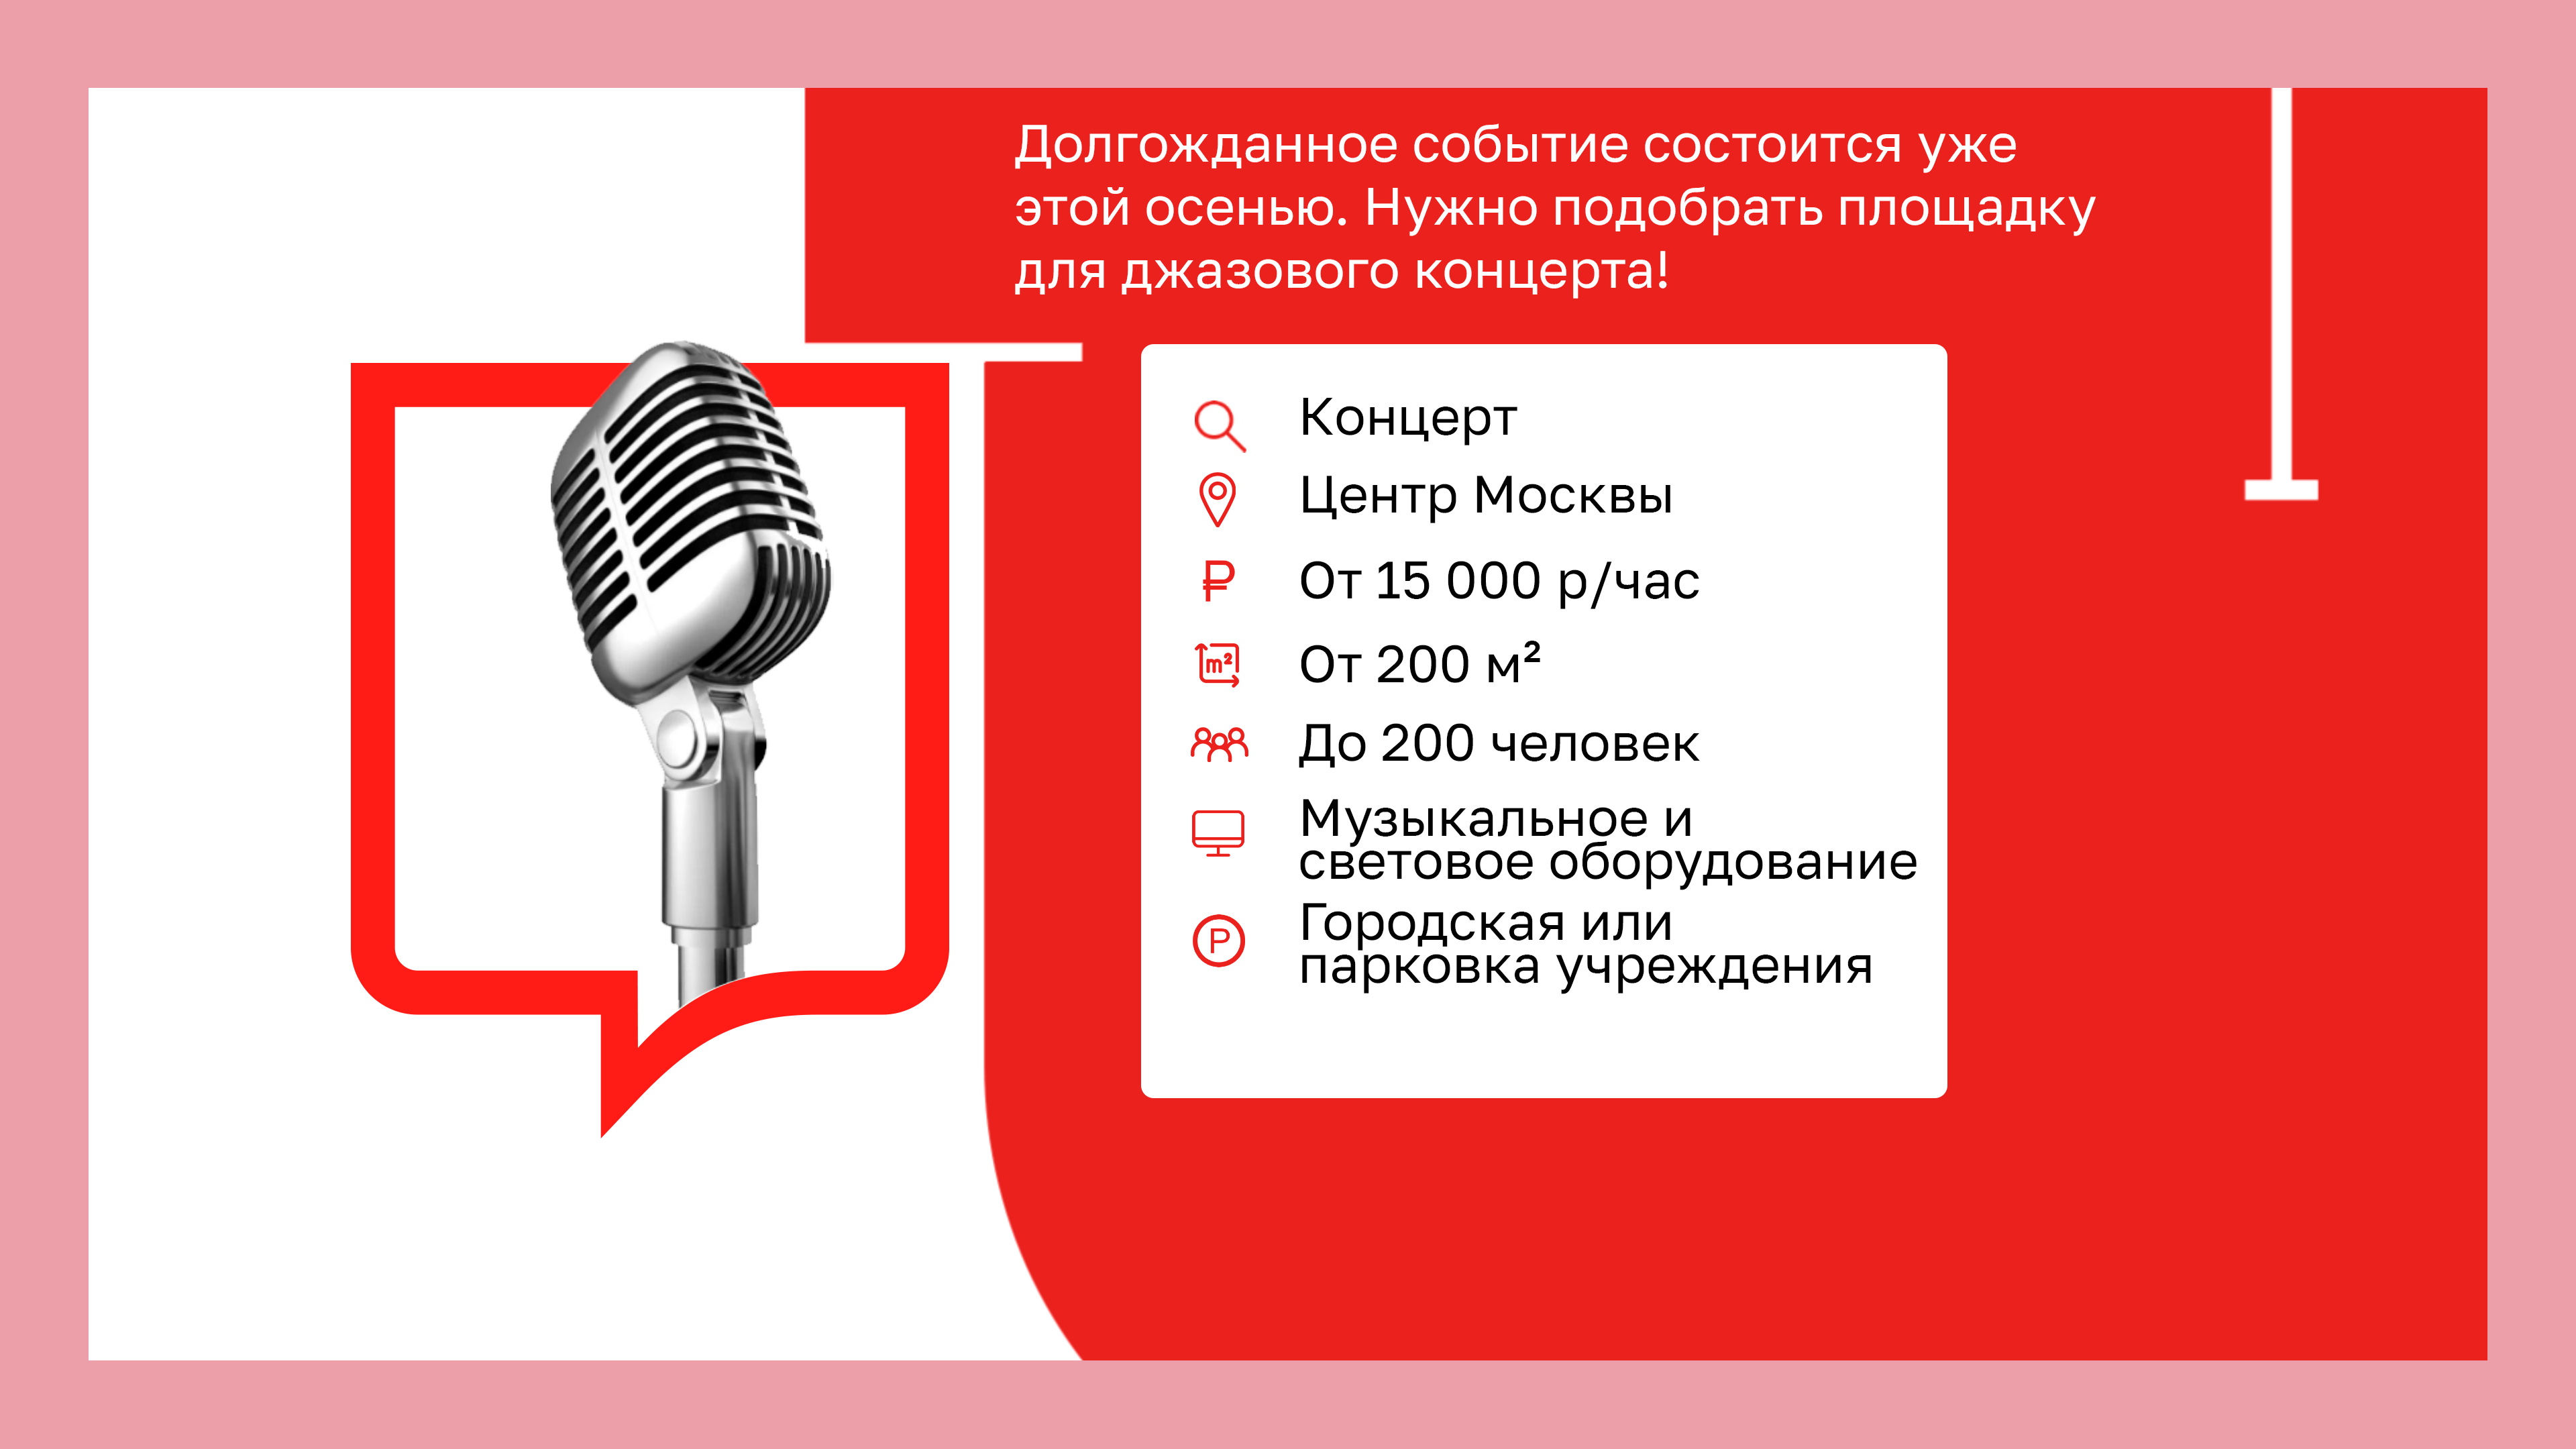 Долгожданное событие состоится уже
этой осенью. Нужно подобрать площадку
для джазового концерта!
Концерт
Центр Москвы
₽
От 15 000 р/час
m²
От 200 м²
До 200 человек
Музыкальное и
световое оборудование
P
Городская или
парковка учреждения